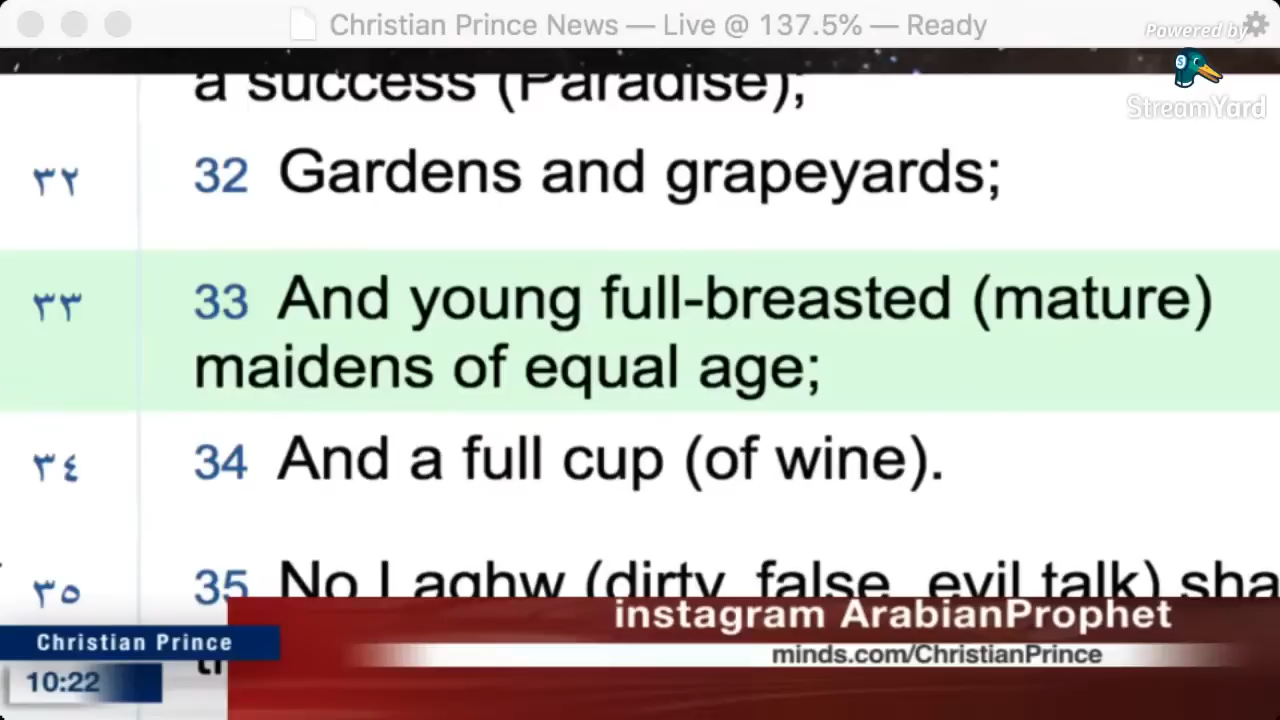 Christian Prince News — Live @ 137.5% — Ready
Powered by
StreamYard
a success (Paradise);
٣٢ 32 Gardens and grapeyards;
٣٣ 33 And young full-breasted (mature)
maidens of equal age;
٣٤ 34 And a full cup (of wine).
٣٥ 35 No Laghw (dirty, false, evil talk) sha
instagram ArabianProphet
Christian Prince
minds.com/ChristianPrince
10:22